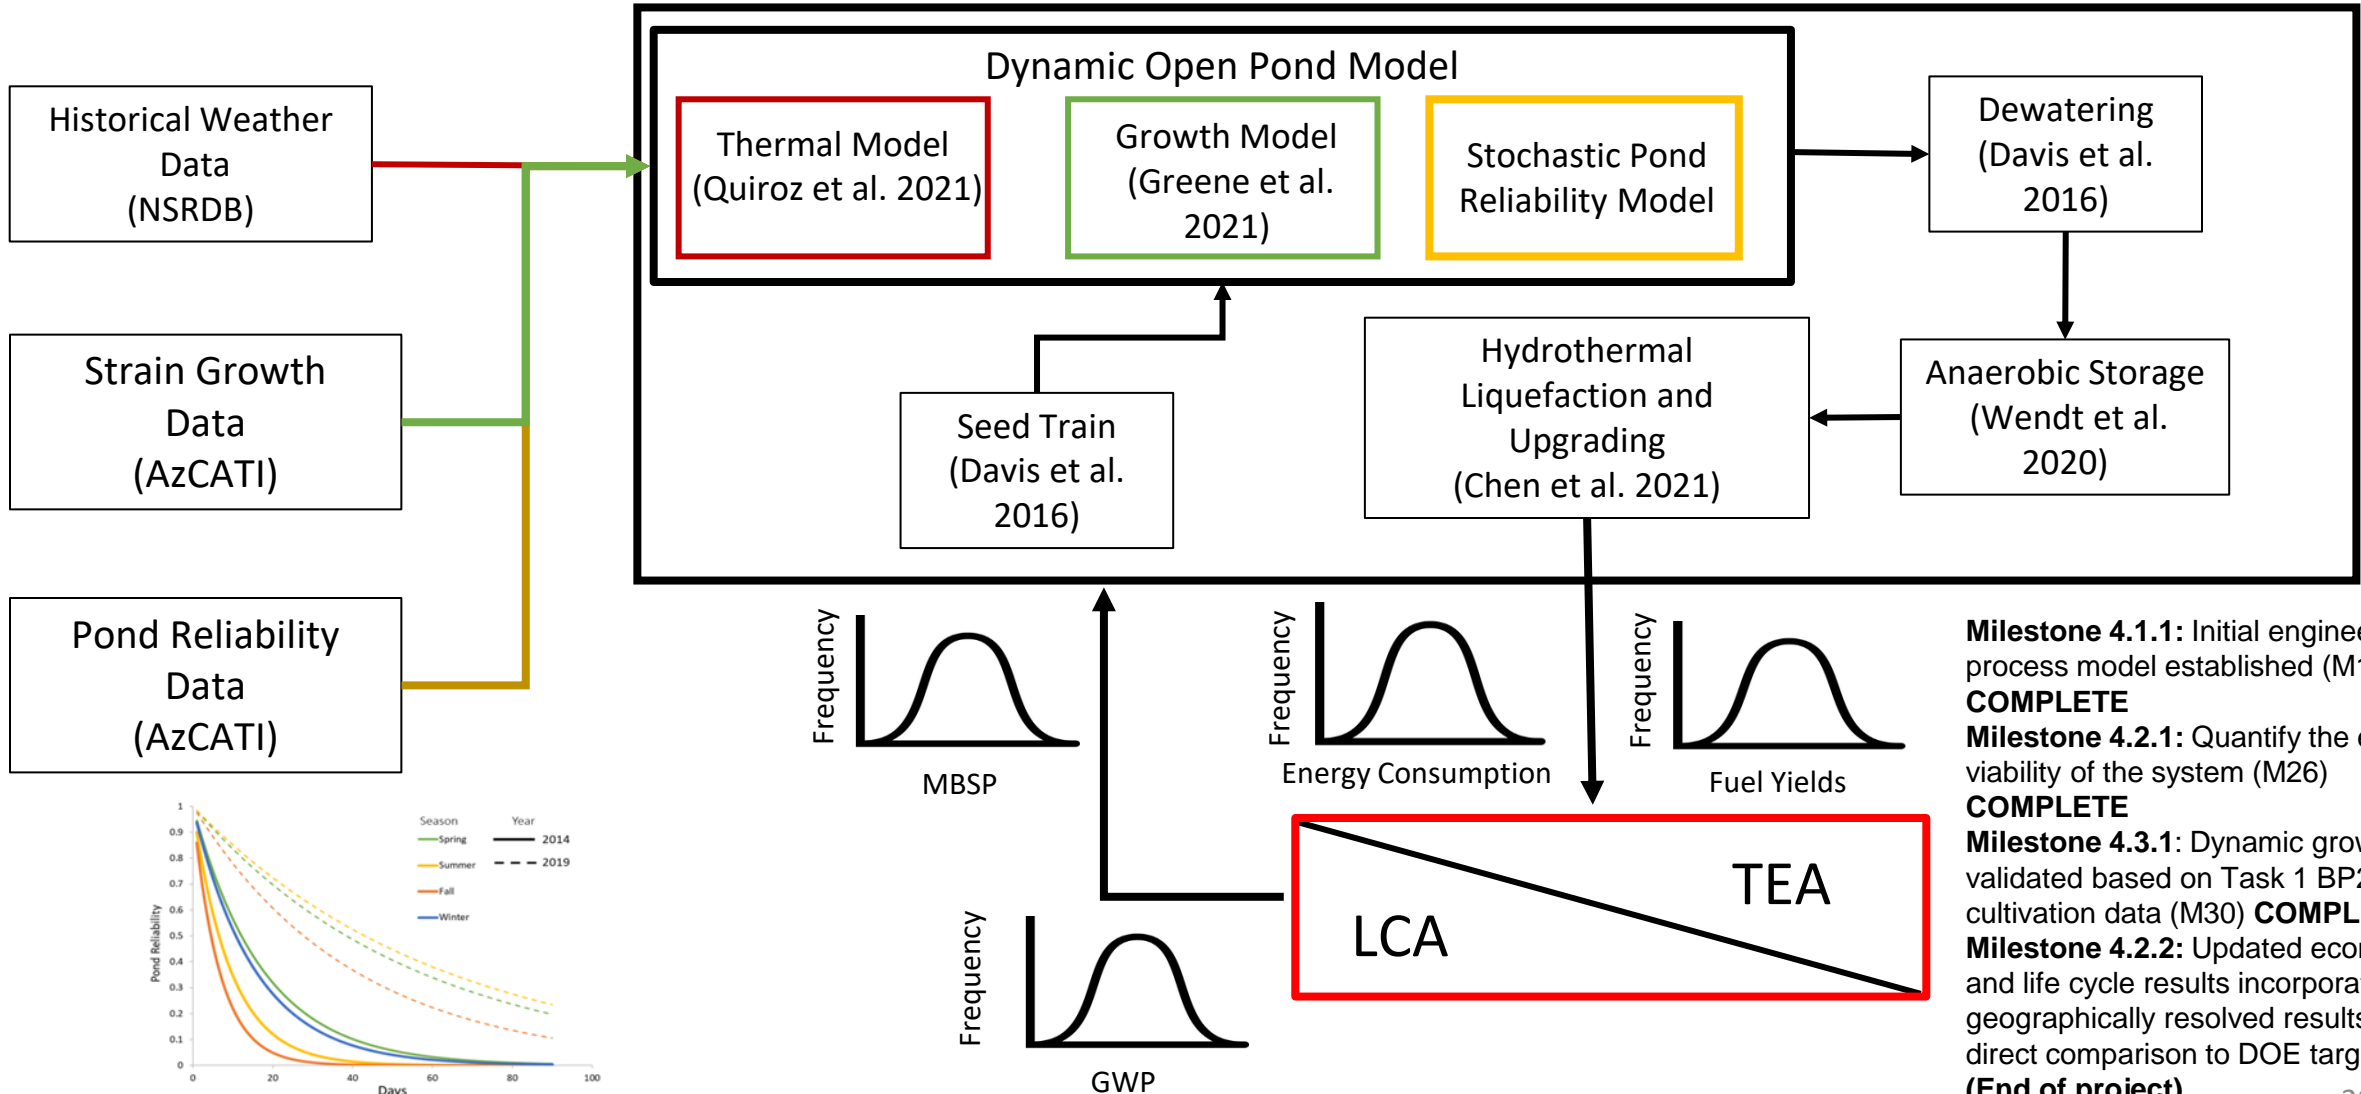 Historical Weather
Data
(NSRDB)
Strain Growth
Data
(AzCATI)
Pond Reliability
Data
(AzCATI)
Dynamic Open Pond Model
Thermal Model
(Quiroz et al. 2021)
Growth Model
(Greene et al.
2021)
Stochastic Pond
Reliability Model
Dewatering
(Davis et al.
2016)
Seed Train
(Davis et al.
2016)
Hydrothermal
Liquefaction and
Upgrading
(Chen et al. 2021)
Anaerobic Storage
(Wendt et al.
2020)
Frequency
MBSP
Frequency
Energy Consumption
Frequency
Fuel Yields
Frequency
GWP
LCA
TEA
Season
Year
Spring
2014
Summer
2019
Fall
Winter
Pond Reliability
1
0.9
0.8
0.7
0.6
0.5
0.4
0.3
0.2
0.1
0
0 20 40 60 80 100
Days
Milestone 4.1.1: Initial
process model established
COMPLETE
Milestone 4.2.1: Quantify the
viability of the system (M26)
COMPLETE
Milestone 4.3.1: Dynamic
validated based on Task 1
cultivation data (M30)
Milestone 4.2.2: Updated
and life cycle results
geographically resolved results
direct comparison to DOE
(End of project)